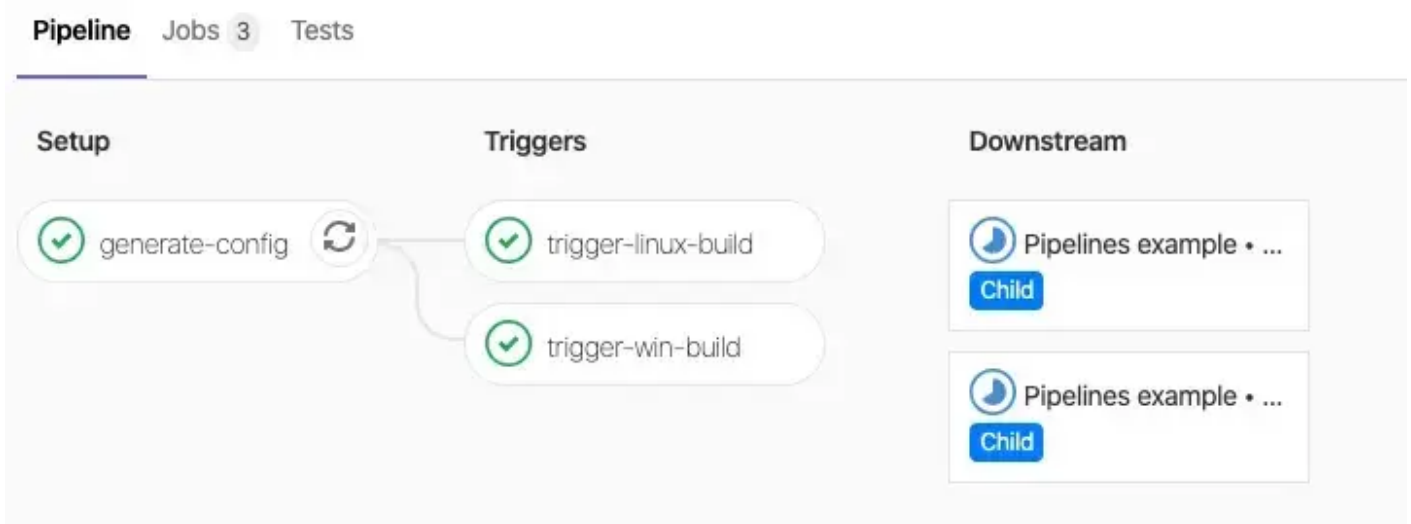 Pipeline Jobs 3 Tests
Setup Triggers Downstream
generate-config
trigger-linux-build
trigger-win-build
Pipelines example • ...
Child
Pipelines example • ...
Child